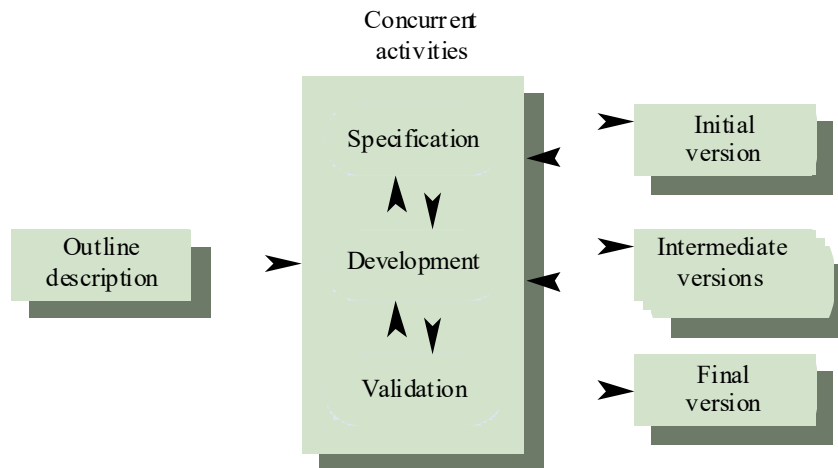 Concurrent
activities
Outline
description
Specification
Development
Validation
Initial
version
Intermediate
versions
Final
version